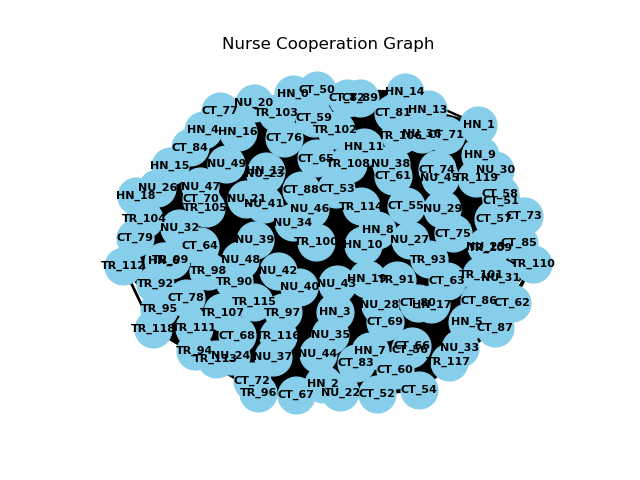 Nurse Cooperation Graph
CT_50
HN_0
HN_14
CT_89
NU_20
CT_77
TR_103
CT_59
CT_81
HN_13
HN_1
HN_4
HN_16
CT_76
TR_102
CT_71
CT_84
HN_11
HN_9
HN_15
NU_49
HN_12
CT_65
TR_108
NU_38
CT_74
NU_30
CT_61
NU_45
TR_119
NU_26
NU_47
CT_88
CT_53
HN_18
CT_70
NU_21
CT_58
CT_51
TR_105
NU_41
NU_46
TR_114
CT_55
NU_29
TR_104
CT_57
CT_73
NU_34
NU_32
HN_8
CT_79
NU_39
TR_100
HN_10
NU_27
CT_75
CT_85
CT_64
TR_109
NU_48
TR_93
TR_112
TR_98
NU_42
TR_110
TR_101
NU_31
TR_92
TR_90
NU_40
NU_43
HN_19
TR_91
CT_63
CT_78
TR_115
CT_80
CT_86
CT_62
TR_95
TR_107
TR_97
HN_3
NU_28
HN_17
CT_69
HN_5
TR_118
TR_111
CT_68
TR_116
NU_35
CT_87
TR_94
TR_113
NU_24
NU_37
NU_44
HN_7
CT_66
NU_33
CT_83
TR_117
CT_60
CT_72
HN_2
TR_96
CT_67
NU_22
CT_52
CT_54